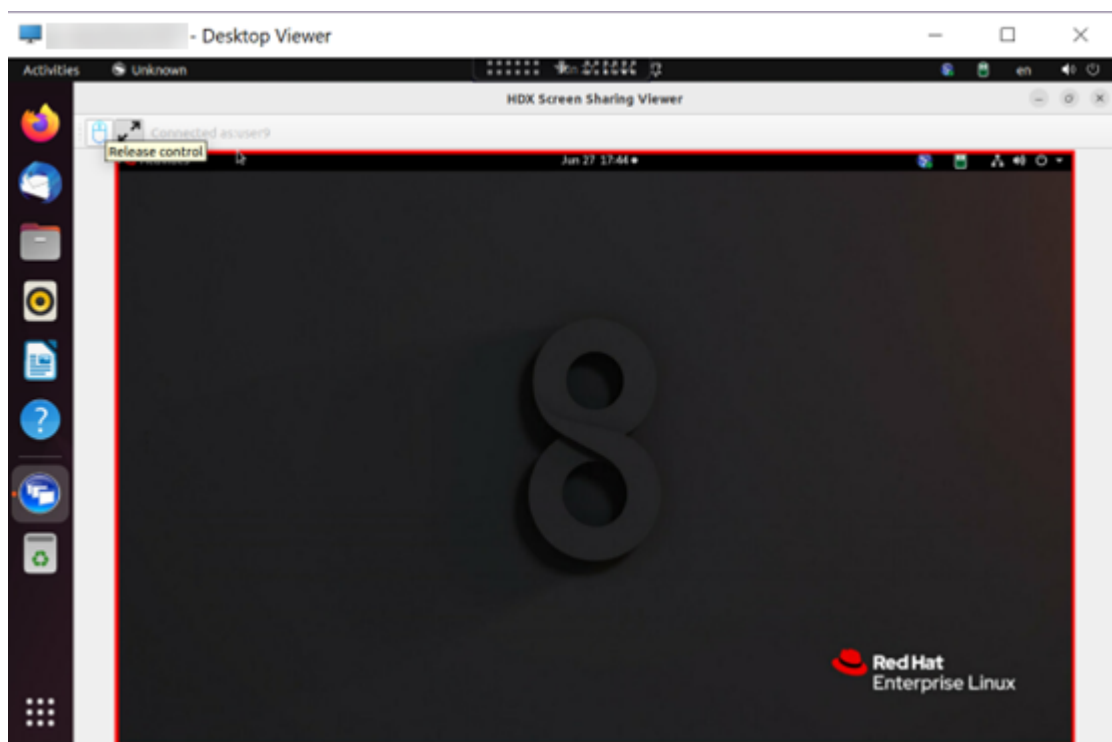 - Desktop Viewer
Activities
Unknown
en
HDX Screen Sharing Viewer
Connected as:user9
Release control
Jun 27 17:44
8
Red Hat
Enterprise Linux